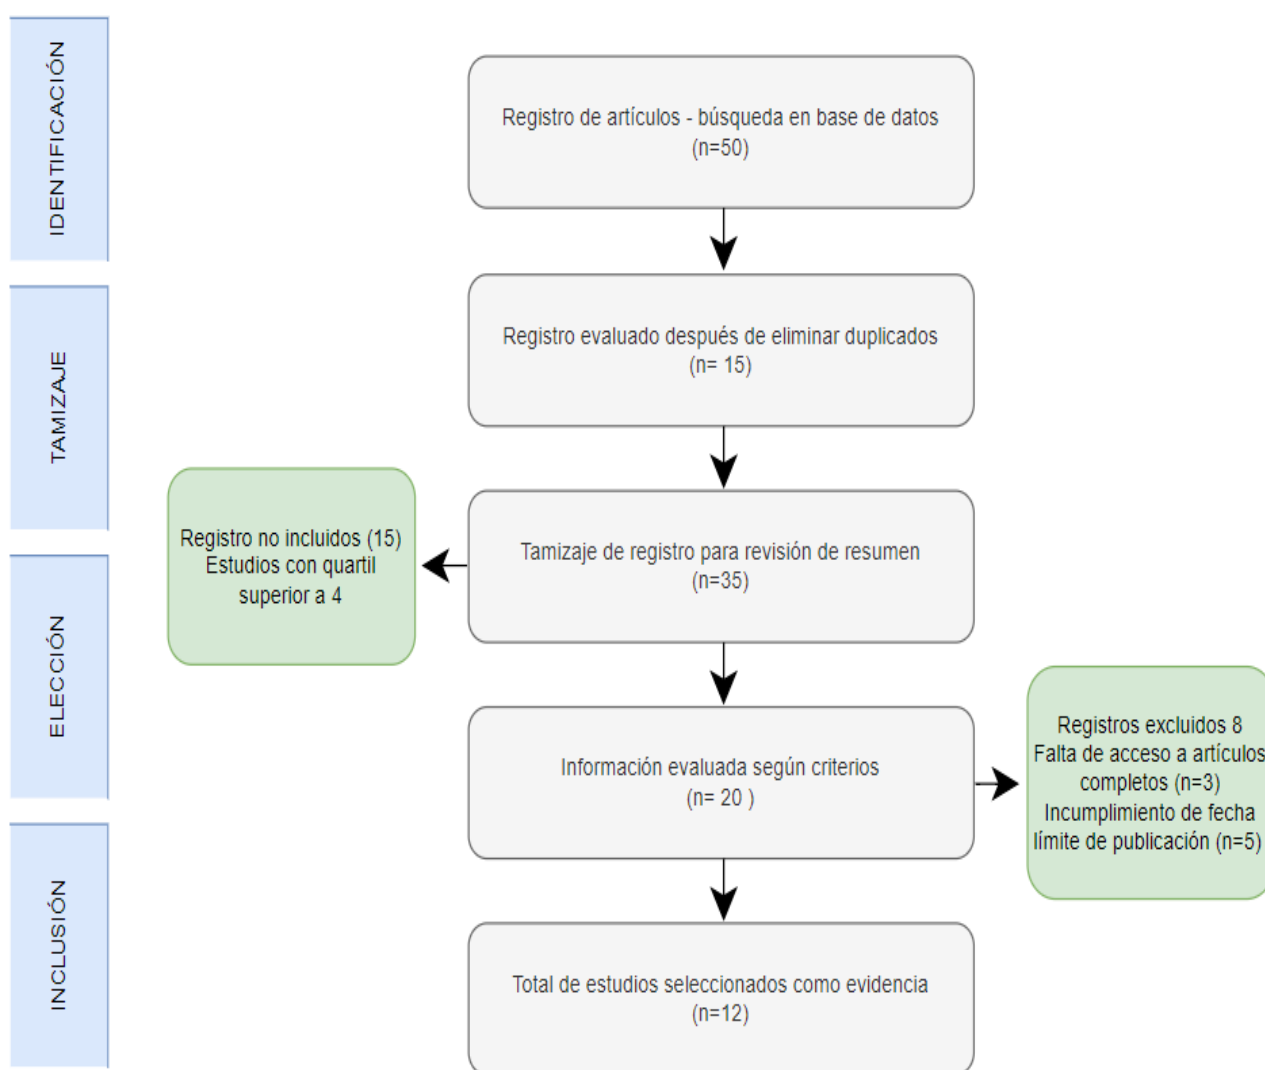 IDENTIFICACIÓN
Registro de artículos - búsqueda en base de datos
(n=50)
TAMIZAJE
Registro evaluado después de eliminar duplicados
(n= 15)
Registro no incluidos (15)
Estudios con quartil
superior a 4
Tamizaje de registro para revisión de resumen
(n=35)
ELECCIÓN
Información evaluada según criterios
(n= 20 )
Registros excluidos 8
Falta de acceso a artículos
completos (n=3)
Incumplimiento de fecha
límite de publicación (n=5)
INCLUSIÓN
Total de estudios seleccionados como evidencia
(n=12)